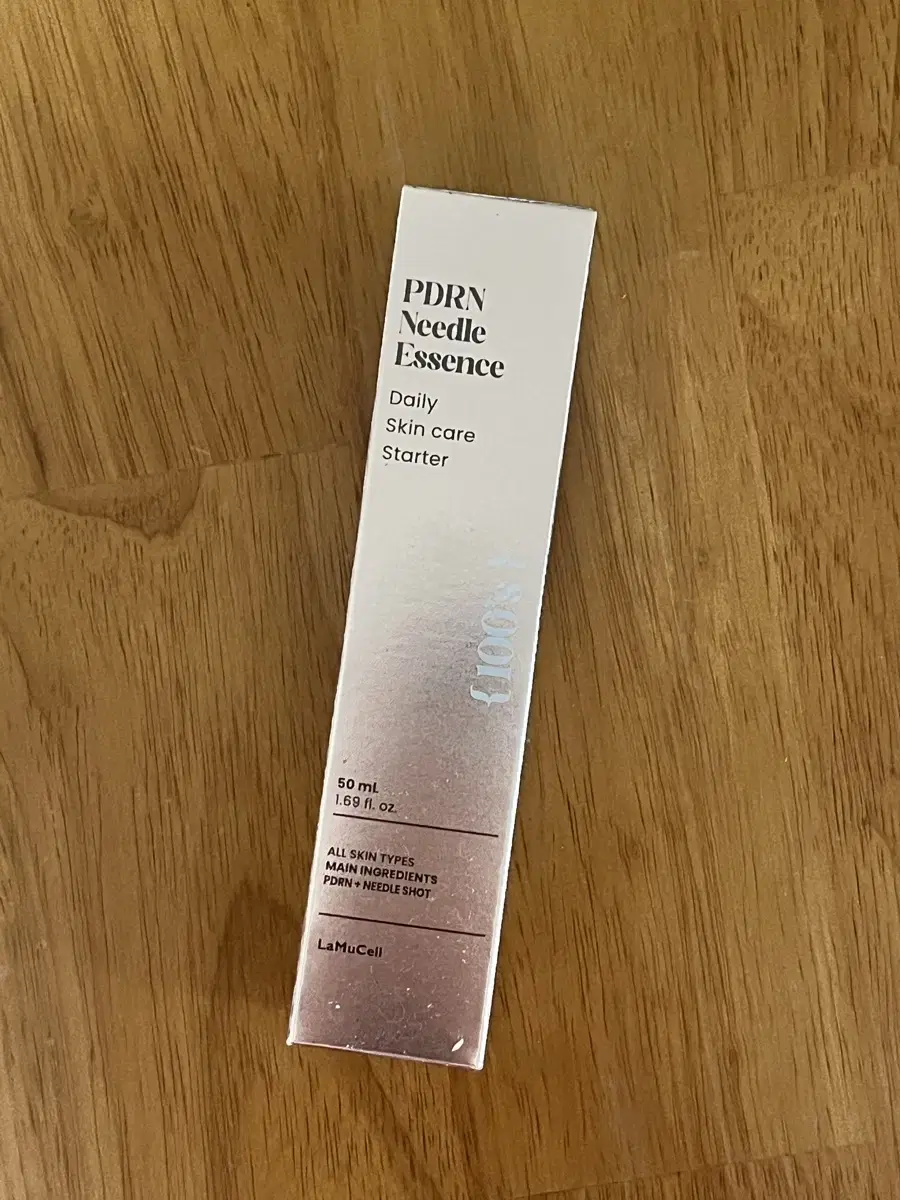 PDRN
Needle
Essence
Daily
Skin care
Starter
{100s}
50 mL
1.69 fl. oz.
ALL SKIN TYPES
MAIN INGREDIENTS
PDRN + NEEDLE SHOT
LaMuCell